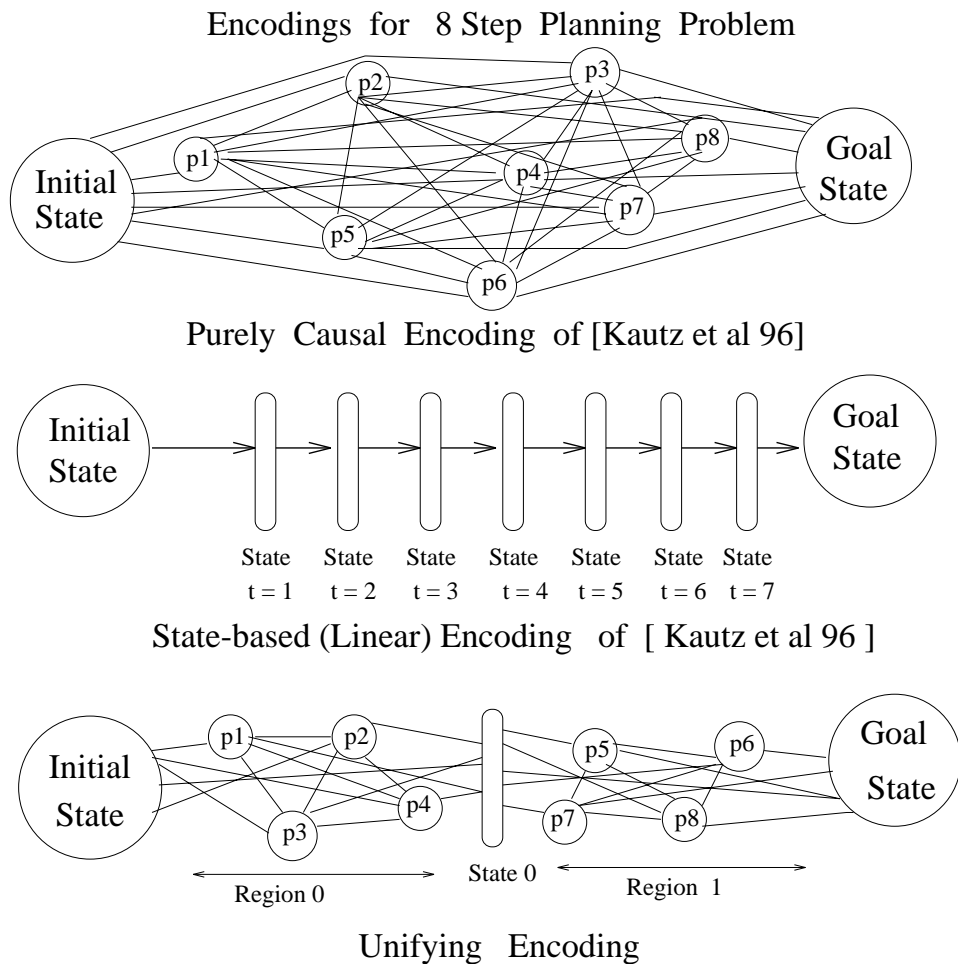 Encodings for 8 Step Planning Problem
p3
p2
p8
p1
Goal
State
p4
Initial
State
p7
p5
p6
Purely Causal Encoding of [Kautz et al 96]
Initial
State
Goal
State
State State State State State State State
t = 1 t = 2 t = 3 t = 4 t = 5 t = 6 t = 7
State-based (Linear) Encoding of [ Kautz et al 96 ]
p1 p2
p5 p6
Goal
State
Initial
State
p4
p3
p7 p8
State 0
Region 0
Region 1
Unifying Encoding